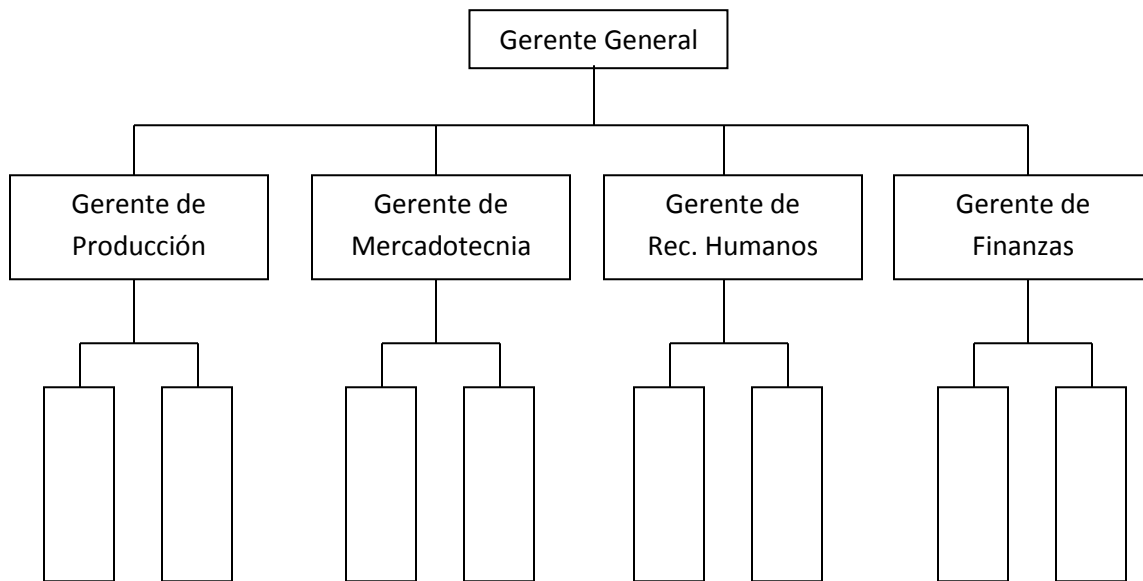 Gerente General
Gerente de
Producción
Gerente de
Mercadotecnia
Gerente de
Rec. Humanos
Gerente de
Finanzas